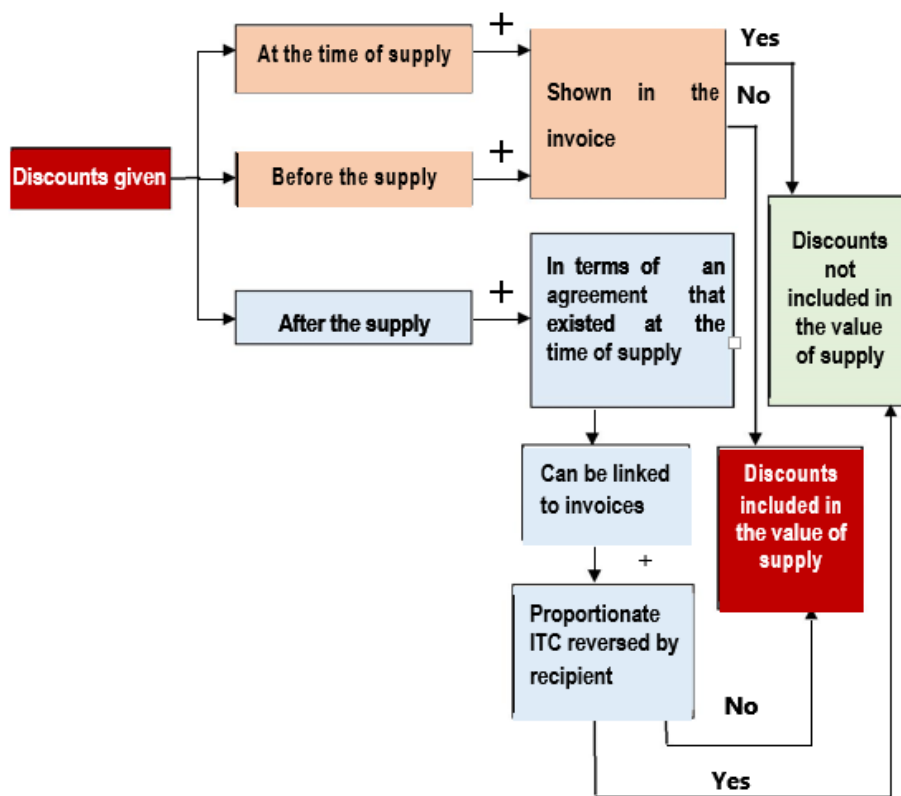 Discounts given
At the time of supply
+
Before the supply
+
Shown in the
invoice
Yes
No
After the supply
+
In terms of an
agreement that
existed at the
time of supply
Discounts
not
included in
the value
of supply
Can be linked
to invoices
+
Discounts
included in
the value of
supply
Proportionate
ITC reversed by
recipient
No
Yes